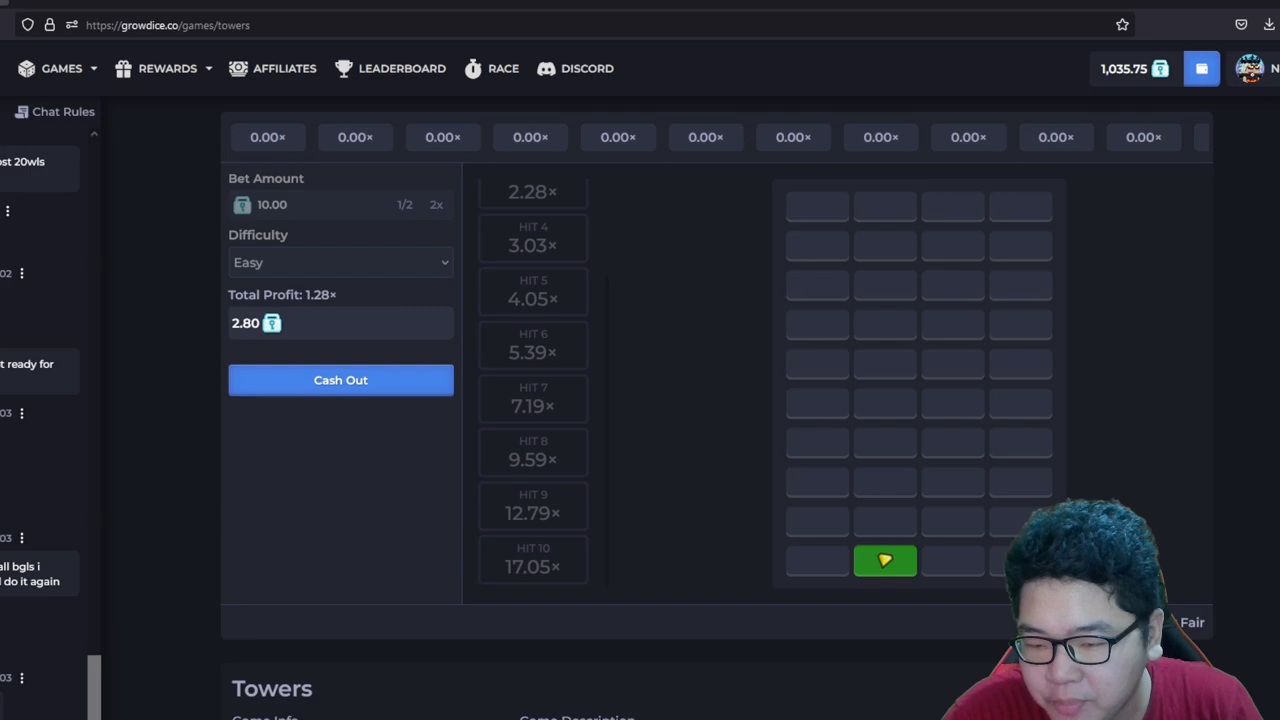 https://growdice.co/games/towers
GAMES REWARDS AFFILIATES LEADERBOARD RACE DISCORD 1,035.75 N
Chat Rules
0.00× 0.00× 0.00× 0.00× 0.00× 0.00× 0.00× 0.00× 0.00× 0.00× 0.00×
ost 20wls
02
t ready for
03
all bgls i
do it again
03
Bet Amount
10.00 1/2 2x
Difficulty
Easy
Total Profit: 1.28×
2.80
Cash Out
2.28×
HIT 4
3.03×
HIT 5
4.05×
HIT 6
5.39×
HIT 7
7.19×
HIT 8
9.59×
HIT 9
12.79×
HIT 10
17.05×
Fair
Towers
Game Info Game Description